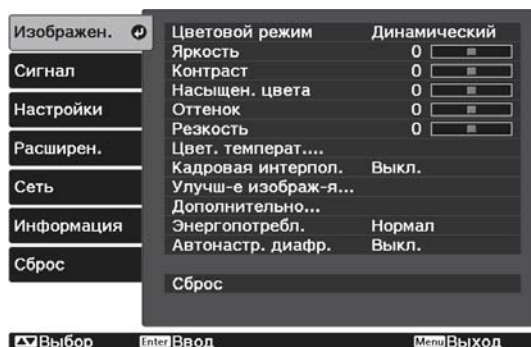 Изображен.
Сигнал
Настройки
Расширен.
Сеть
Информация
Сброс
Цветовой режим Динамический
Яркость 0
Контраст 0
Насыщен. цвета 0
Оттенок 0
Резкость 0
Цвет. температ....
Кадровая интерпол. Выкл.
Улучш-е изображ-я...
Дополнительно...
Энергопотребл. Нормал
Автонастр. диафр. Выкл.
Сброс
Выбор Enter Ввод Menu Выход